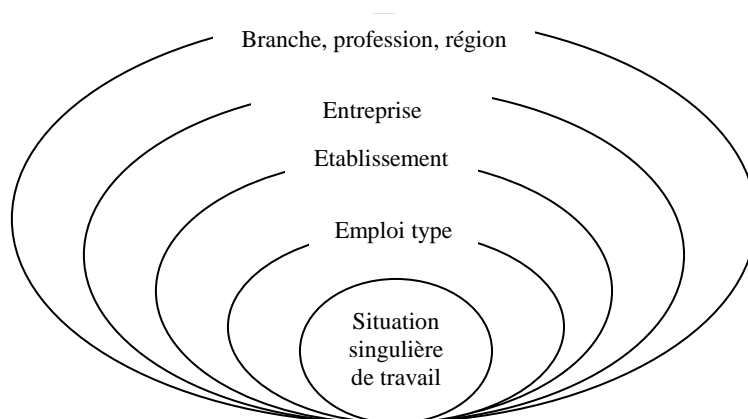 Branche, profession, région
Entreprise
Etablissement
Emploi type
Situation
singulière
de travail